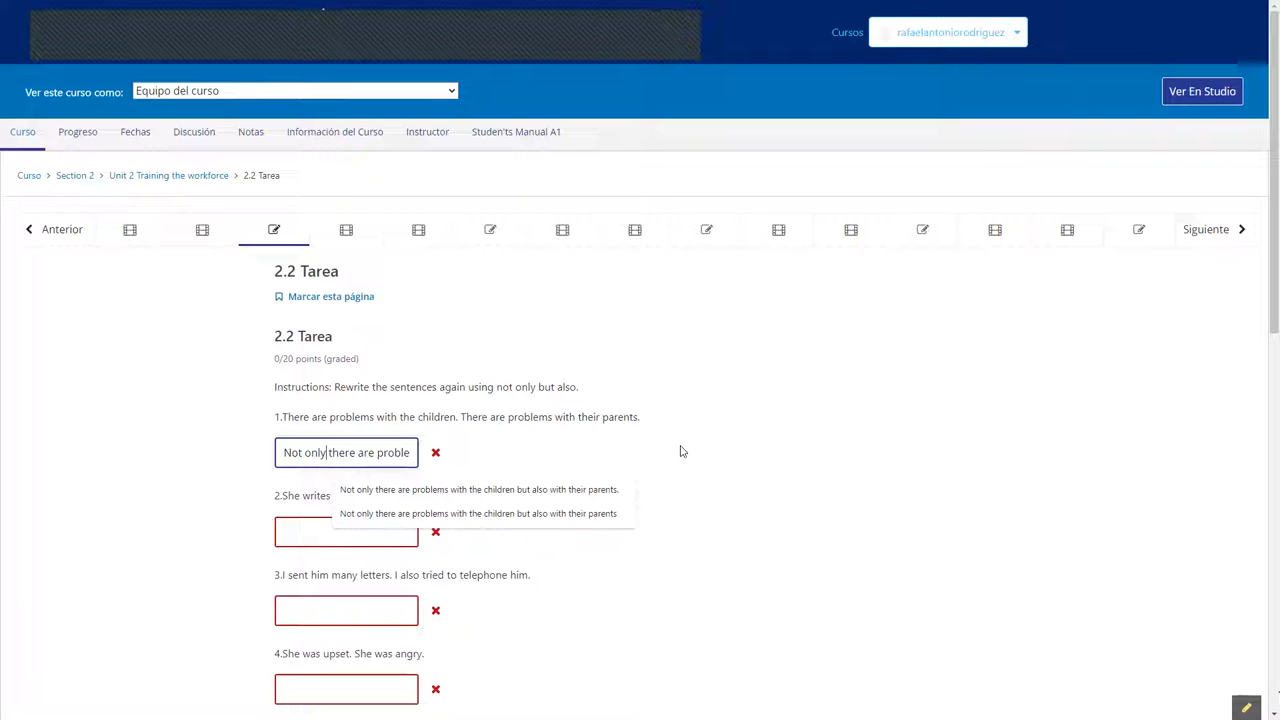 Cursos
rafaelantoniorodriguez
Ver este curso como:
Equipo del curso
Ver En Studio
Curso
Progreso
Fechas
Discusión
Notas
Información del Curso
Instructor
Studen'ts Manual A1
Curso > Section 2 > Unit 2 Training the workforce > 2.2 Tarea
Anterior
Siguiente
2.2 Tarea
Marcar esta página
2.2 Tarea
0/20 points (graded)
Instructions: Rewrite the sentences again using not only but also.
1.There are problems with the children. There are problems with their parents.
Not only there are proble
Not only there are problems with the children but also with their parents.
2.She writes
Not only there are problems with the children but also with their parents
3.I sent him many letters. I also tried to telephone him.
4.She was upset. She was angry.